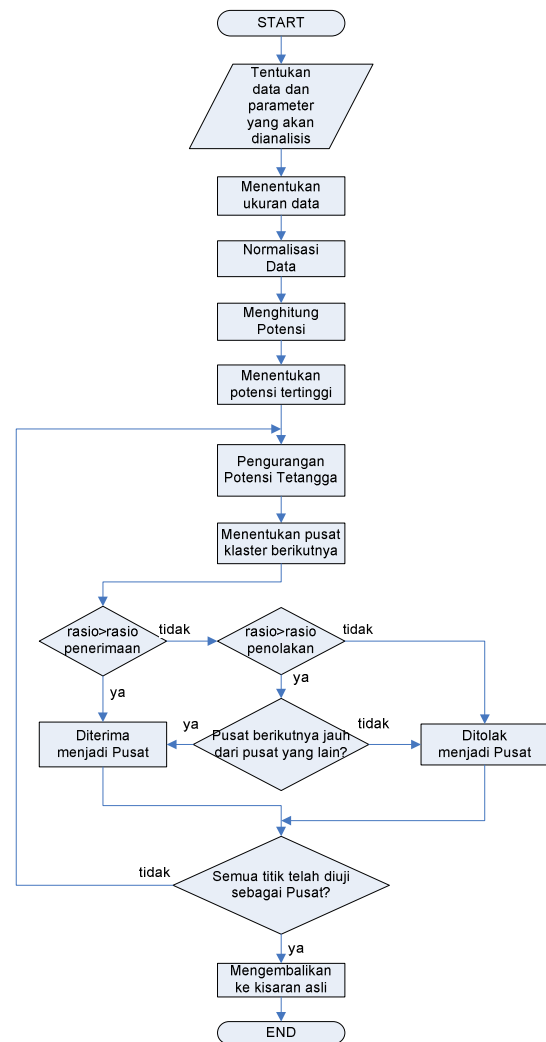 START
Tentukan
data dan
parameter
yang akan
dianalisis
Menentukan
ukuran data
Normalisasi
Data
Menghitung
Potensi
Menentukan
potensi tertinggi
Pengurangan
Potensi Tetangga
Menentukan pusat
klaster berikutnya
rasio>rasio
penerimaan
tidak
rasio>rasio
penolakan
tidak
ya
ya
Diterima
menjadi Pusat
ya
Pusat berikutnya jauh
dari pusat yang lain?
tidak
Ditolak
menjadi Pusat
tidak
Semua titik telah diuji
sebagai Pusat?
ya
Mengembalikan
ke kisaran asli
END